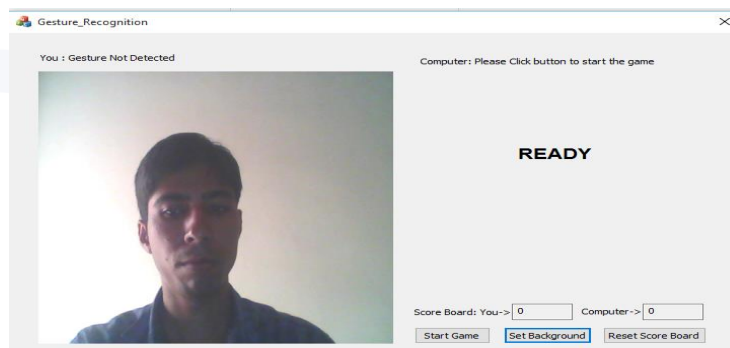 Gesture_Recognition
You : Gesture Not Detected
Computer: Please Click button to start the game
READY
Score Board: You-> 0 Computer-> 0
Start Game Set Background Reset Score Board